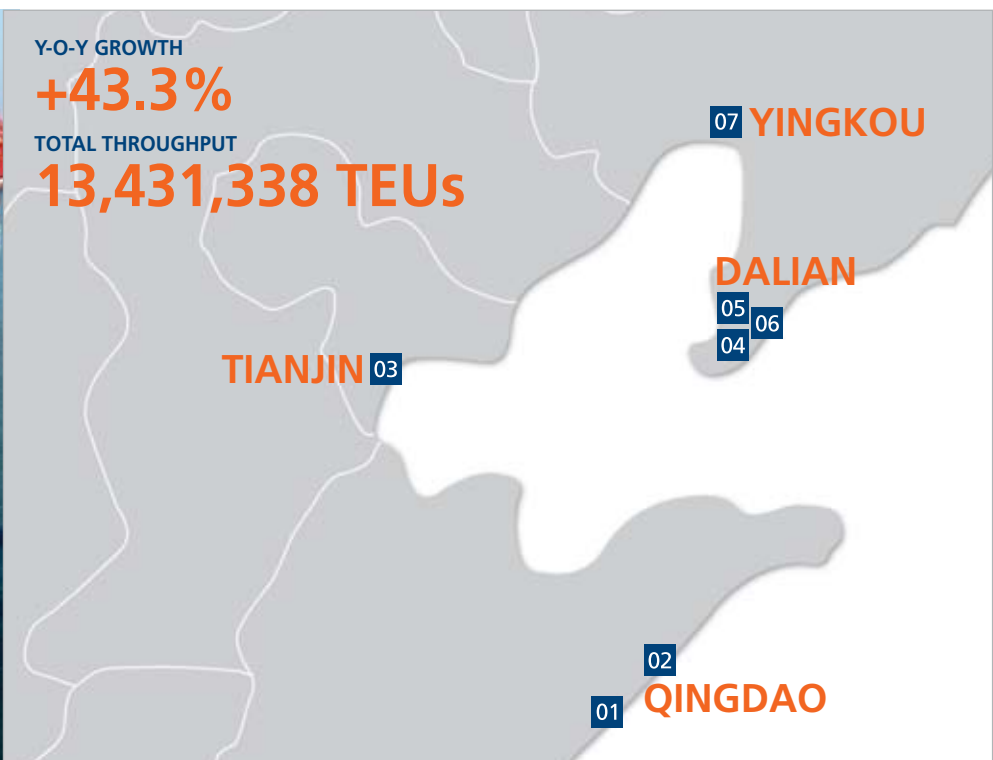 Y-O-Y GROWTH
+43.3%
TOTAL THROUGHPUT
13,431,338 TEUs
07 YINGKOU
DALIAN
05
06
04
TIANJIN 03
02
QINGDAO
01